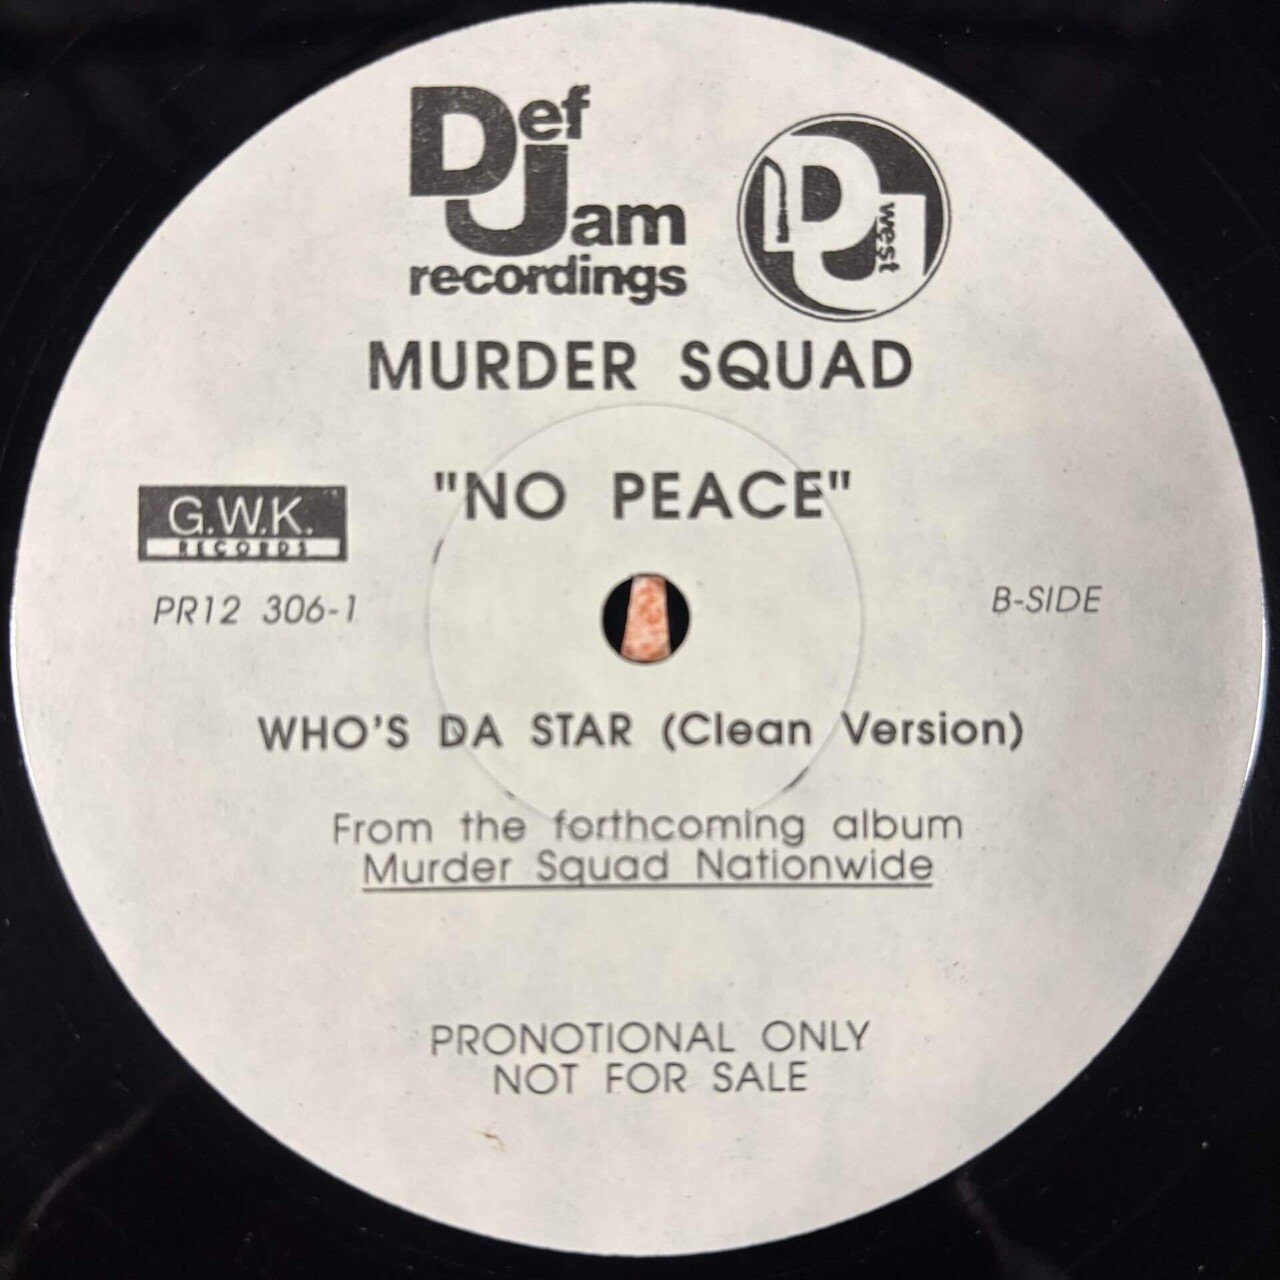 Def
Jam
recordings
DJ
west
MURDER SQUAD
"NO PEACE"
G.W.K.
RECORDS
PR12 306-1
B-SIDE
WHO'S DA STAR (Clean Version)
From the forthcoming album
Murder Squad Nationwide
PRONOTIONAL ONLY
NOT FOR SALE